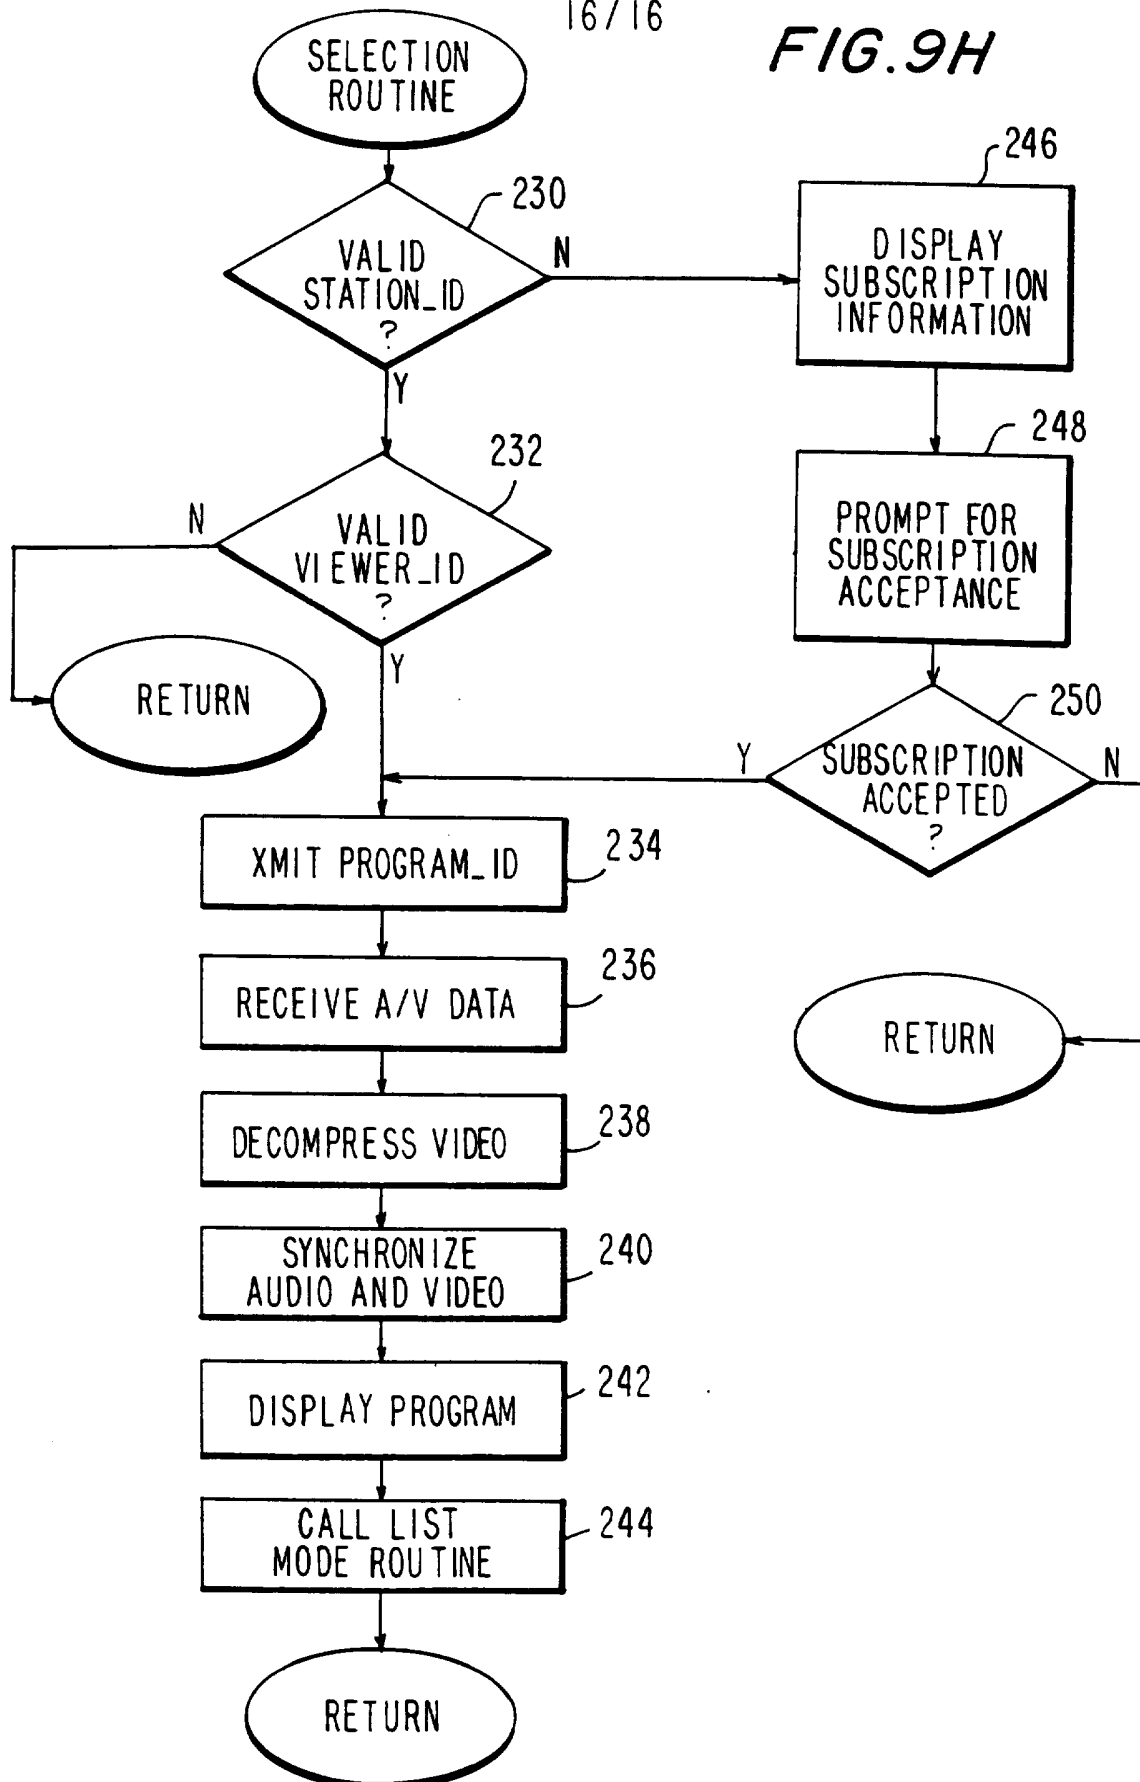 16/16
FIG. 9H
SELECTION
ROUTINE
230
VALID
STATION_ID
?
N
Y
246
DISPLAY
SUBSCRIPTION
INFORMATION
232
VALID
VIEWER_ID
?
N
Y
RETURN
248
PROMPT FOR
SUBSCRIPTION
ACCEPTANCE
250
SUBSCRIPTION
ACCEPTED
?
Y
N
RETURN
XMIT PROGRAM_ID
234
RECEIVE A/V DATA
236
DECOMPRESS VIDEO
238
SYNCHRONIZE
AUDIO AND VIDEO
240
DISPLAY PROGRAM
242
CALL LIST
MODE ROUTINE
244
RETURN